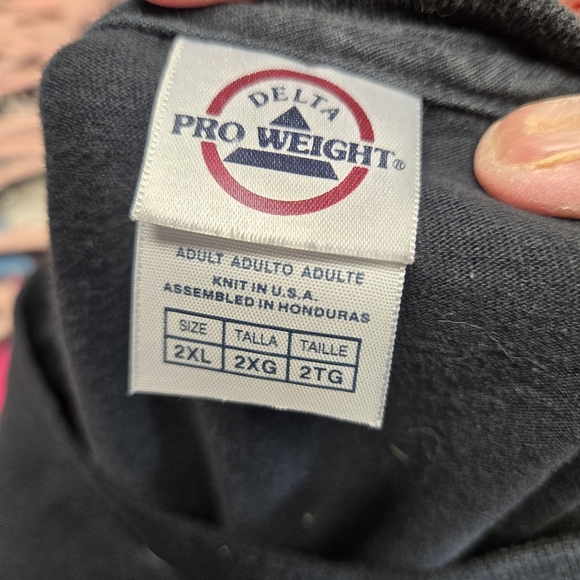 DELTA
PRO WEIGHT®
ADULT ADULTO ADULTE
KNIT IN U.S.A.
ASSEMBLED IN HONDURAS
SIZE TALLA TAILLE
2XL 2XG 2TG